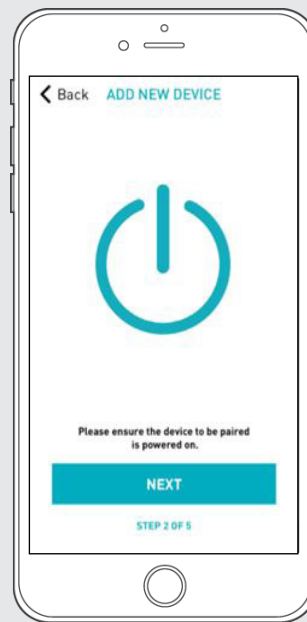 Back ADD NEW DEVICE
Please ensure the device to be paired
is powered on.
NEXT
STEP 2 OF 5